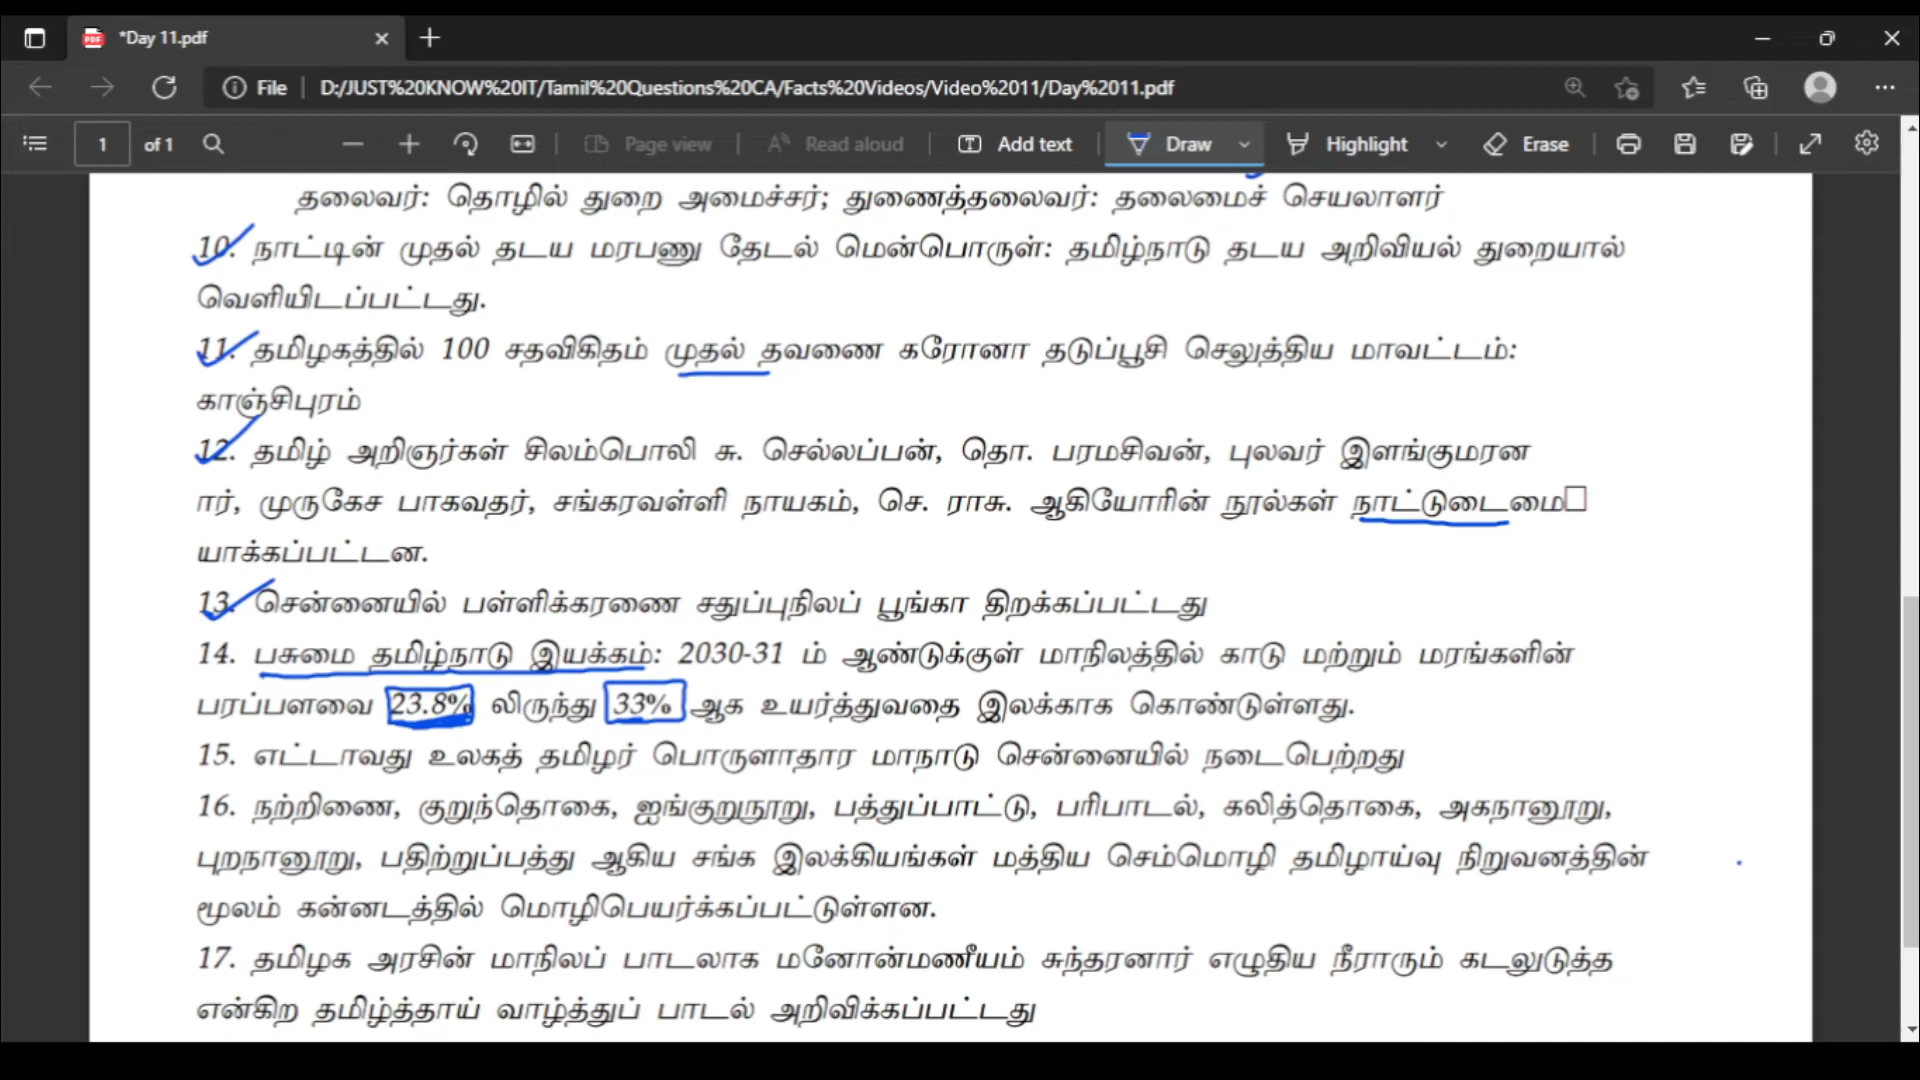 *Day 11.pdf
File D:/JUST%20KNOW%20IT/Tamil%20Questions%20CA/Facts%20Videos/Video%2011/Day%2011.pdf
1 of 1 Page view Read aloud Add text Draw Highlight Erase
தலைவர்: தொழில் துறை அமைச்சர்; துணைத்தலைவர்: தலைமைச் செயலாளர்
10. நாட்டின் முதல் தடய மரபணு தேடல் மென்பொருள்: தமிழ்நாடு தடய அறிவியல் துறையால்
வெளியிடப்பட்டது.
11. தமிழகத்தில் 100 சதவிகிதம் முதல் தவணை கரோனா தடுப்பூசி செலுத்திய மாவட்டம்:
காஞ்சிபுரம்
12. தமிழ் அறிஞர்கள் சிலம்பொலி சு. செல்லப்பன், தொ. பரமசிவன், புலவர் இளங்குமரன
ார், முருகேச பாகவதர், சங்கரவள்ளி நாயகம், செ. ராசு. ஆகியோரின் நூல்கள் நாட்டுடைமை
யாக்கப்பட்டன.
13. சென்னையில் பள்ளிக்கரணை சதுப்புநிலப் பூங்கா திறக்கப்பட்டது
14. பசுமை தமிழ்நாடு இயக்கம்: 2030-31 ம் ஆண்டுக்குள் மாநிலத்தில் காடு மற்றும் மரங்களின்
பரப்பளவை 23.8% லிருந்து 33% ஆக உயர்த்துவதை இலக்காக கொண்டுள்ளது.
15. எட்டாவது உலகத் தமிழர் பொருளாதார மாநாடு சென்னையில் நடைபெற்றது
16. நற்றிணை, குறுந்தொகை, ஐங்குறுநூறு, பத்துப்பாட்டு, பரிபாடல், கலித்தொகை, அகநானூறு,
புறநானூறு, பதிற்றுப்பத்து ஆகிய சங்க இலக்கியங்கள் மத்திய செம்மொழி தமிழாய்வு நிறுவனத்தின்
மூலம் கன்னடத்தில் மொழிபெயர்க்கப்பட்டுள்ளன.
17. தமிழக அரசின் மாநிலப் பாடலாக மனோன்மணீயம் சுந்தரனார் எழுதிய நீராரும் கடலுடுத்த
என்கிற தமிழ்த்தாய் வாழ்த்துப் பாடல் அறிவிக்கப்பட்டது